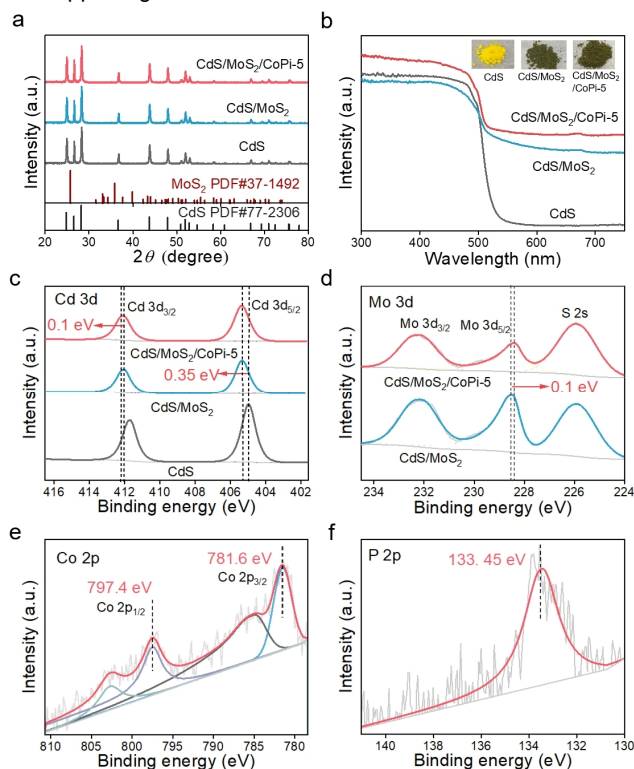 a
CdS/MoS₂/CoPi-5
CdS/MoS₂
CdS
MoS₂ PDF#37-1492
CdS PDF#77-2306
20 30 40 50 60 70 80
2θ (degree)
Intensity (a.u.)
b
CdS
CdS/MoS₂
CdS/MoS₂
/CoPi-5
CdS/MoS₂/CoPi-5
CdS/MoS₂
CdS
300 400 500 600 700
Wavelength (nm)
Intensity (a.u.)
c
Cd 3d
Cd 3d₃/₂
Cd 3d₅/₂
0.1 eV
CdS/MoS₂/CoPi-5
0.35 eV
CdS/MoS₂
CdS
416 414 412 410 408 406 404 402
Binding energy (eV)
Intensity (a.u.)
d
Mo 3d
S 2s
Mo 3d₃/₂
Mo 3d₅/₂
CdS/MoS₂/CoPi-5
0.1 eV
CdS/MoS₂
234 232 230 228 226 224
Binding energy (eV)
Intensity (a.u.)
e
Co 2p
781.6 eV
Co 2p₃/₂
797.4 eV
Co 2p₁/₂
810 805 800 795 790 785 780
Binding energy (eV)
Intensity (a.u.)
f
P 2p
133. 45 eV
140 138 136 134 132 130
Binding energy (eV)
Intensity (a.u.)